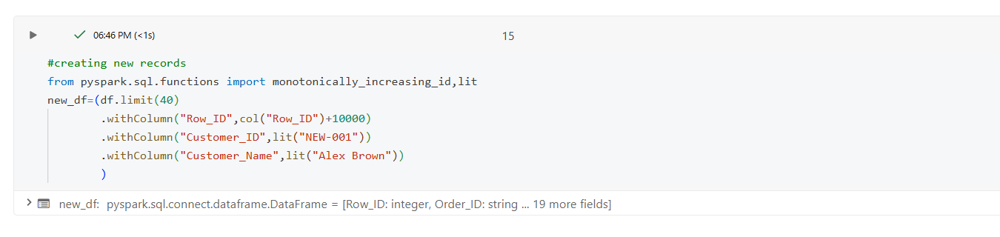 06:46 PM (<1s)
15
#creating new records
from pyspark.sql.functions import monotonically_increasing_id,lit
new_df=(df.limit(40)
.withColumn("Row_ID",col("Row_ID")+10000)
.withColumn("Customer_ID",lit("NEW-001"))
.withColumn("Customer_Name",lit("Alex Brown"))
)
new_df: pyspark.sql.connect.dataframe.DataFrame = [Row_ID: integer, Order_ID: string ... 19 more fields]